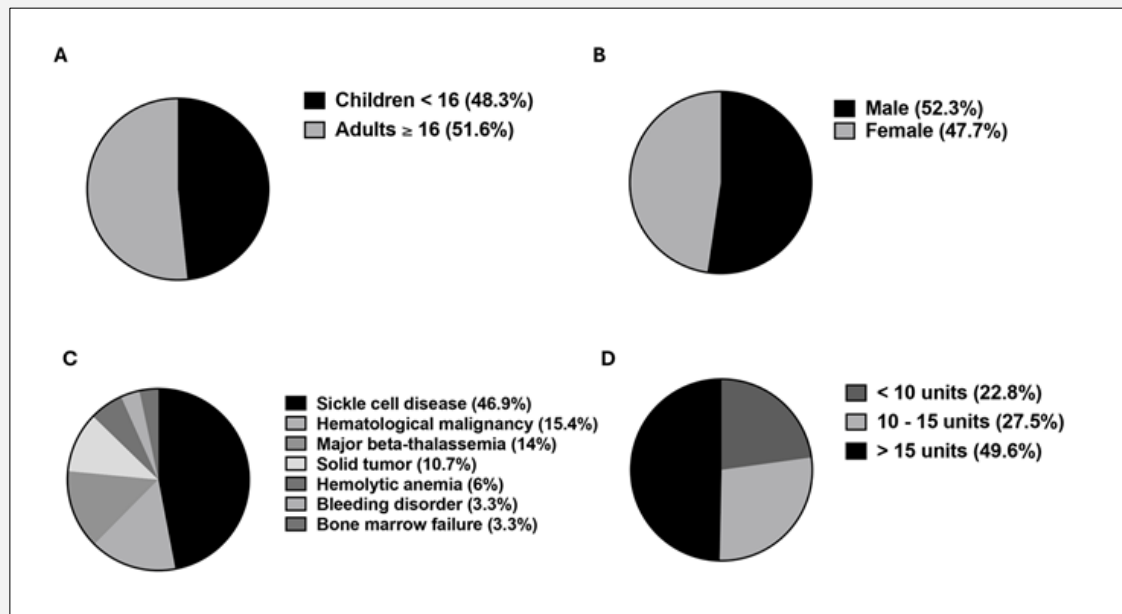 A
Children < 16 (48.3%)
Adults ≥ 16 (51.6%)
B
Male (52.3%)
Female (47.7%)
C
Sickle cell disease (46.9%)
Hematological malignancy (15.4%)
Major beta-thalassemia (14%)
Solid tumor (10.7%)
Hemolytic anemia (6%)
Bleeding disorder (3.3%)
Bone marrow failure (3.3%)
D
< 10 units (22.8%)
10 - 15 units (27.5%)
> 15 units (49.6%)